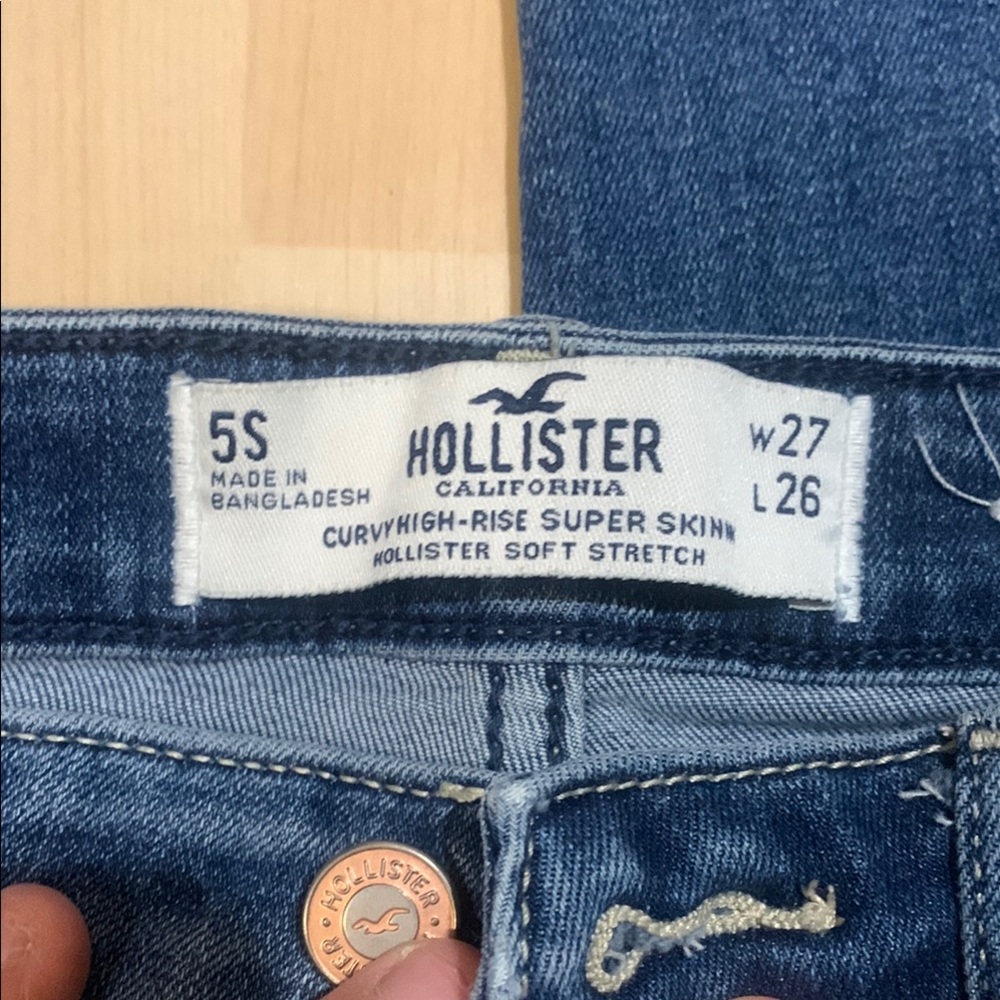 5S
MADE IN
BANGLADESH
HOLLISTER
CALIFORNIA
CURVY HIGH-RISE SUPER SKINN
HOLLISTER SOFT STRETCH
W27
L26
HOLLISTER